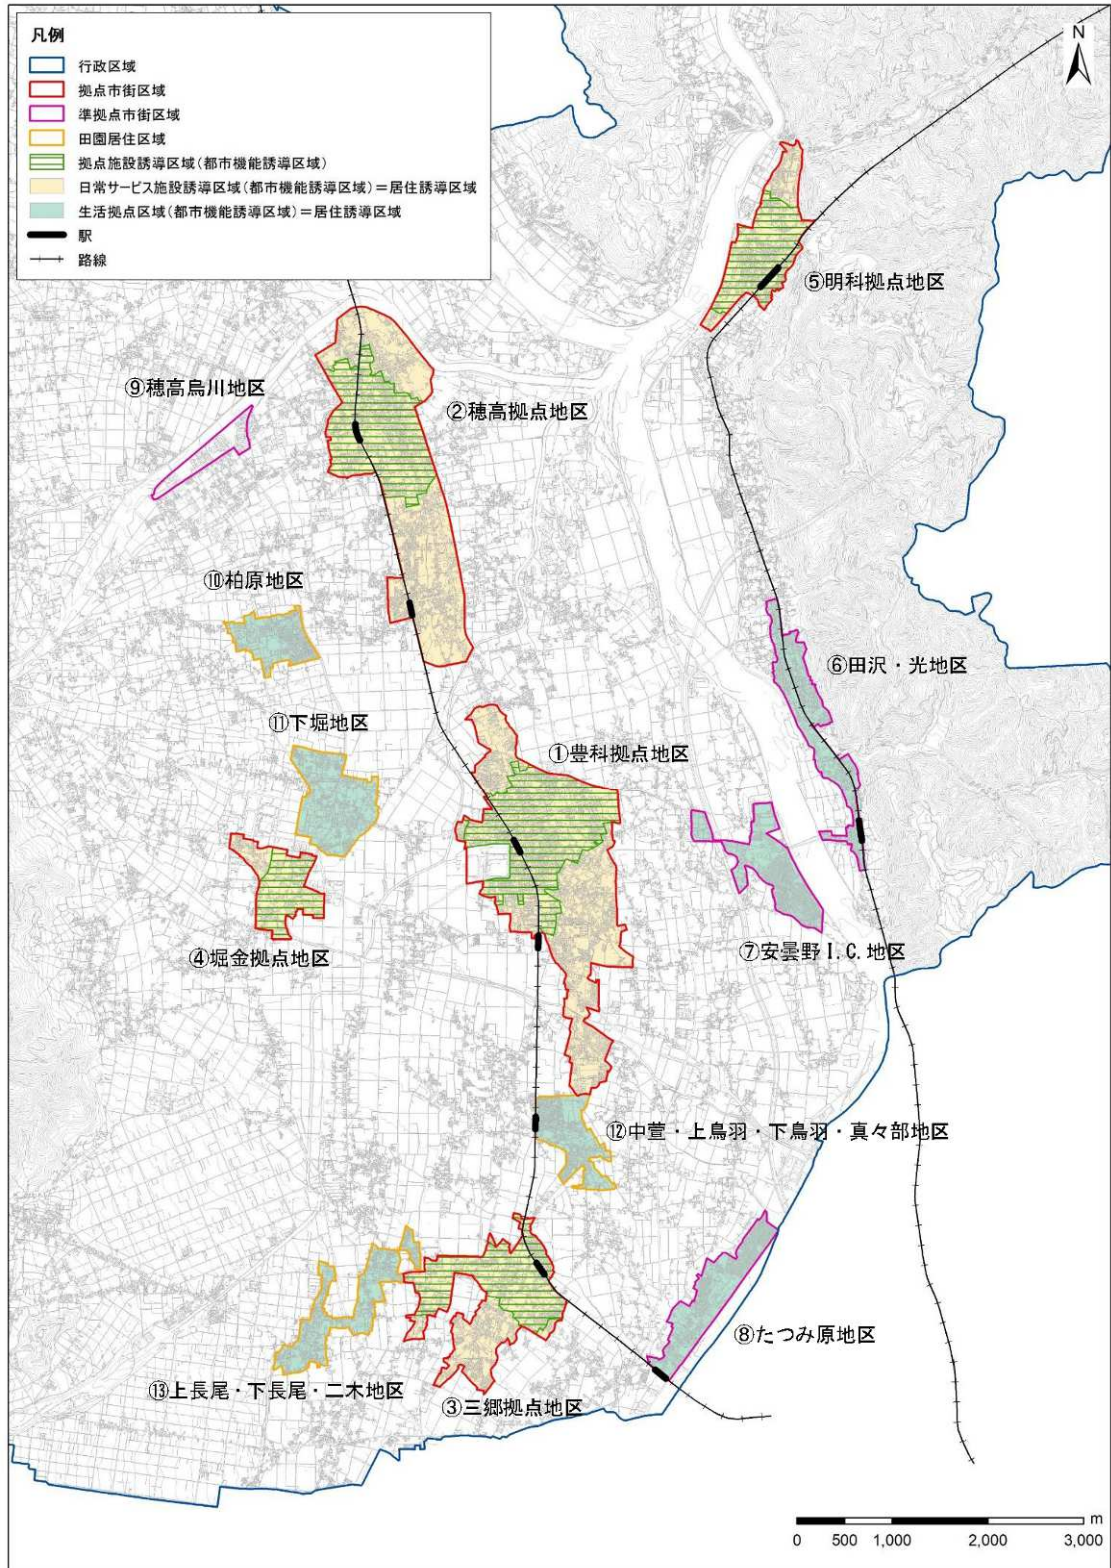 凡例
行政区域
拠点市街区域
準拠点市街区域
田園居住区域
拠点施設誘導区域(都市機能誘導区域)
日常サービス施設誘導区域(都市機能誘導区域)=居住誘導区域
生活拠点区域(都市機能誘導区域)=居住誘導区域
駅
路線
N
⑤明科拠点地区
⑨穂高烏川地区
②穂高拠点地区
⑩柏原地区
⑥田沢・光地区
⑪下堀地区
①豊科拠点地区
④堀金拠点地区
⑦安曇野I.C.地区
⑫中萱・上鳥羽・下鳥羽・真々部地区
⑧たつみ原地区
⑬上長尾・下長尾・二木地区
③三郷拠点地区
m
0 500 1,000 2,000 3,000